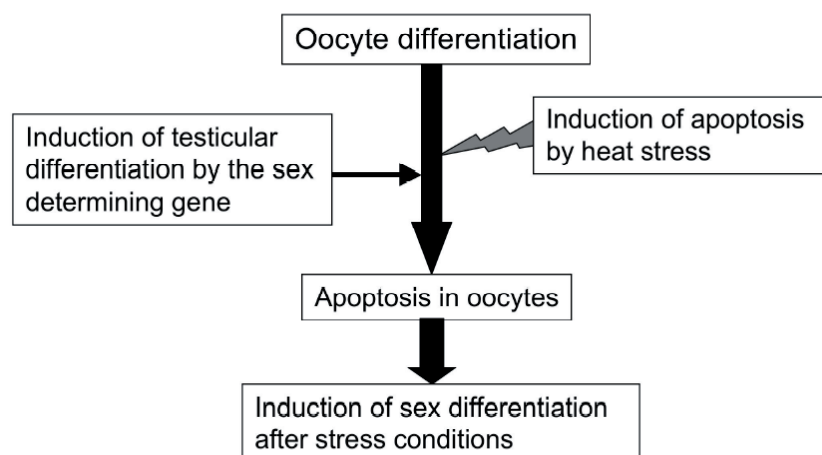 Oocyte differentiation
Induction of testicular
differentiation by the sex
determining gene
Induction of apoptosis
by heat stress
Apoptosis in oocytes
Induction of sex differentiation
after stress conditions